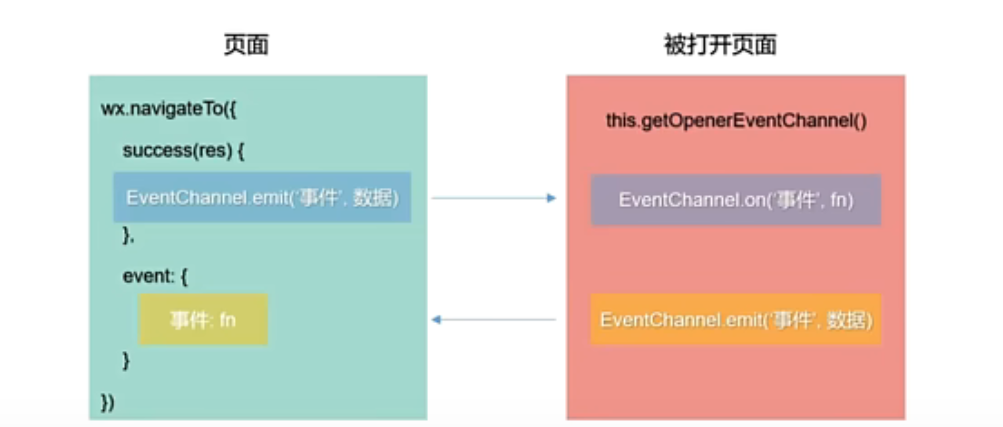 页面
wx.navigateTo({
success(res) {
EventChannel.emit('事件', 数据)
},
event: {
事件: fn
}
})
被打开页面
this.getOpenerEventChannel()
EventChannel.on('事件', fn)
EventChannel.emit('事件', 数据)